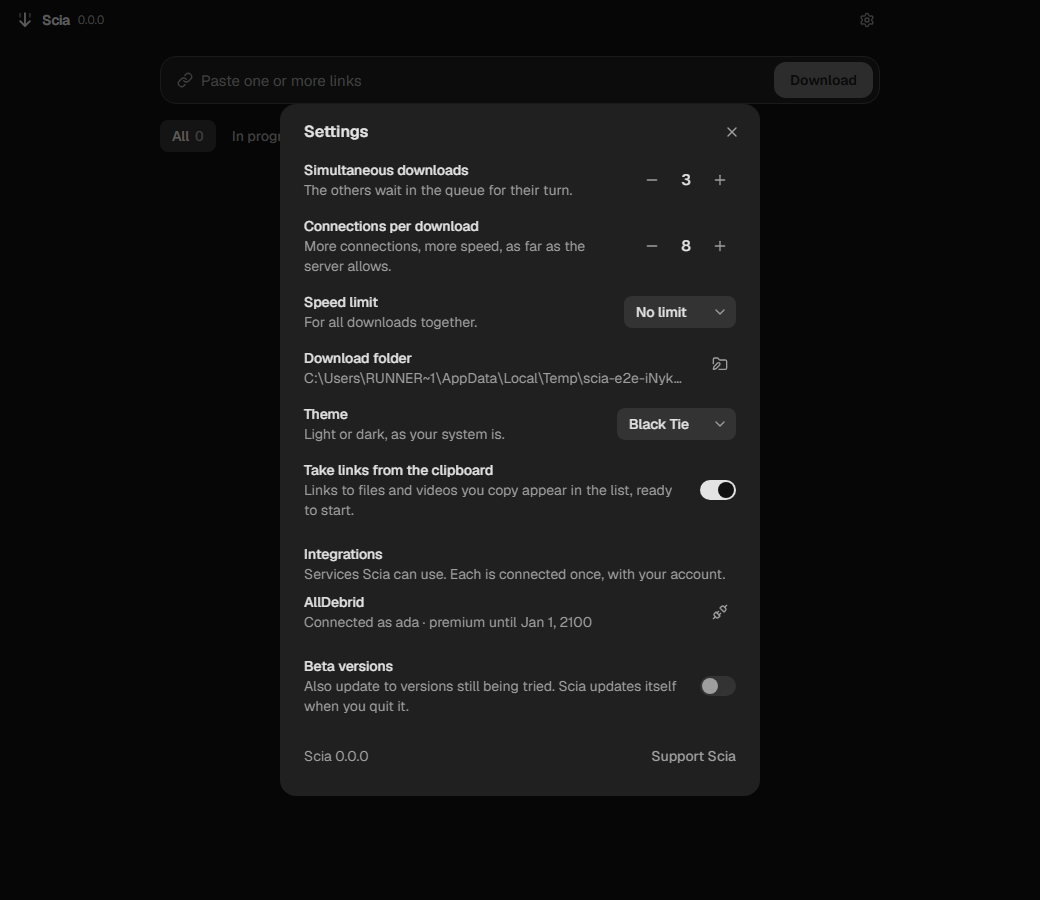 Scia 0.0.0
Paste one or more links
Download
All 0
In progr
Settings
Simultaneous downloads
The others wait in the queue for their turn.
3
Connections per download
More connections, more speed, as far as the
server allows.
8
Speed limit
For all downloads together.
No limit
Download folder
C:\Users\RUNNER~1\AppData\Local\Temp\scia-e2e-iNyk…
Theme
Light or dark, as your system is.
Black Tie
Take links from the clipboard
Links to files and videos you copy appear in the list, ready
to start.
Integrations
Services Scia can use. Each is connected once, with your account.
AllDebrid
Connected as ada · premium until Jan 1, 2100
Beta versions
Also update to versions still being tried. Scia updates itself
when you quit it.
Scia 0.0.0
Support Scia